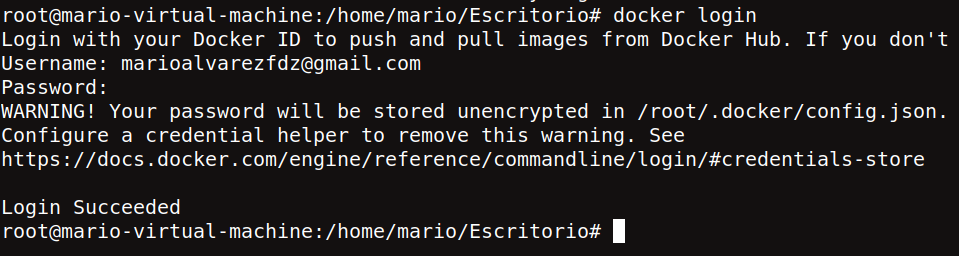 root@mario-virtual-machine:/home/mario/Escritorio# docker login
Login with your Docker ID to push and pull images from Docker Hub. If you don't
Username: marioalvarezfdz@gmail.com
Password:
WARNING! Your password will be stored unencrypted in /root/.docker/config.json.
Configure a credential helper to remove this warning. See
https://docs.docker.com/engine/reference/commandline/login/#credentials-store
Login Succeeded
root@mario-virtual-machine:/home/mario/Escritorio#